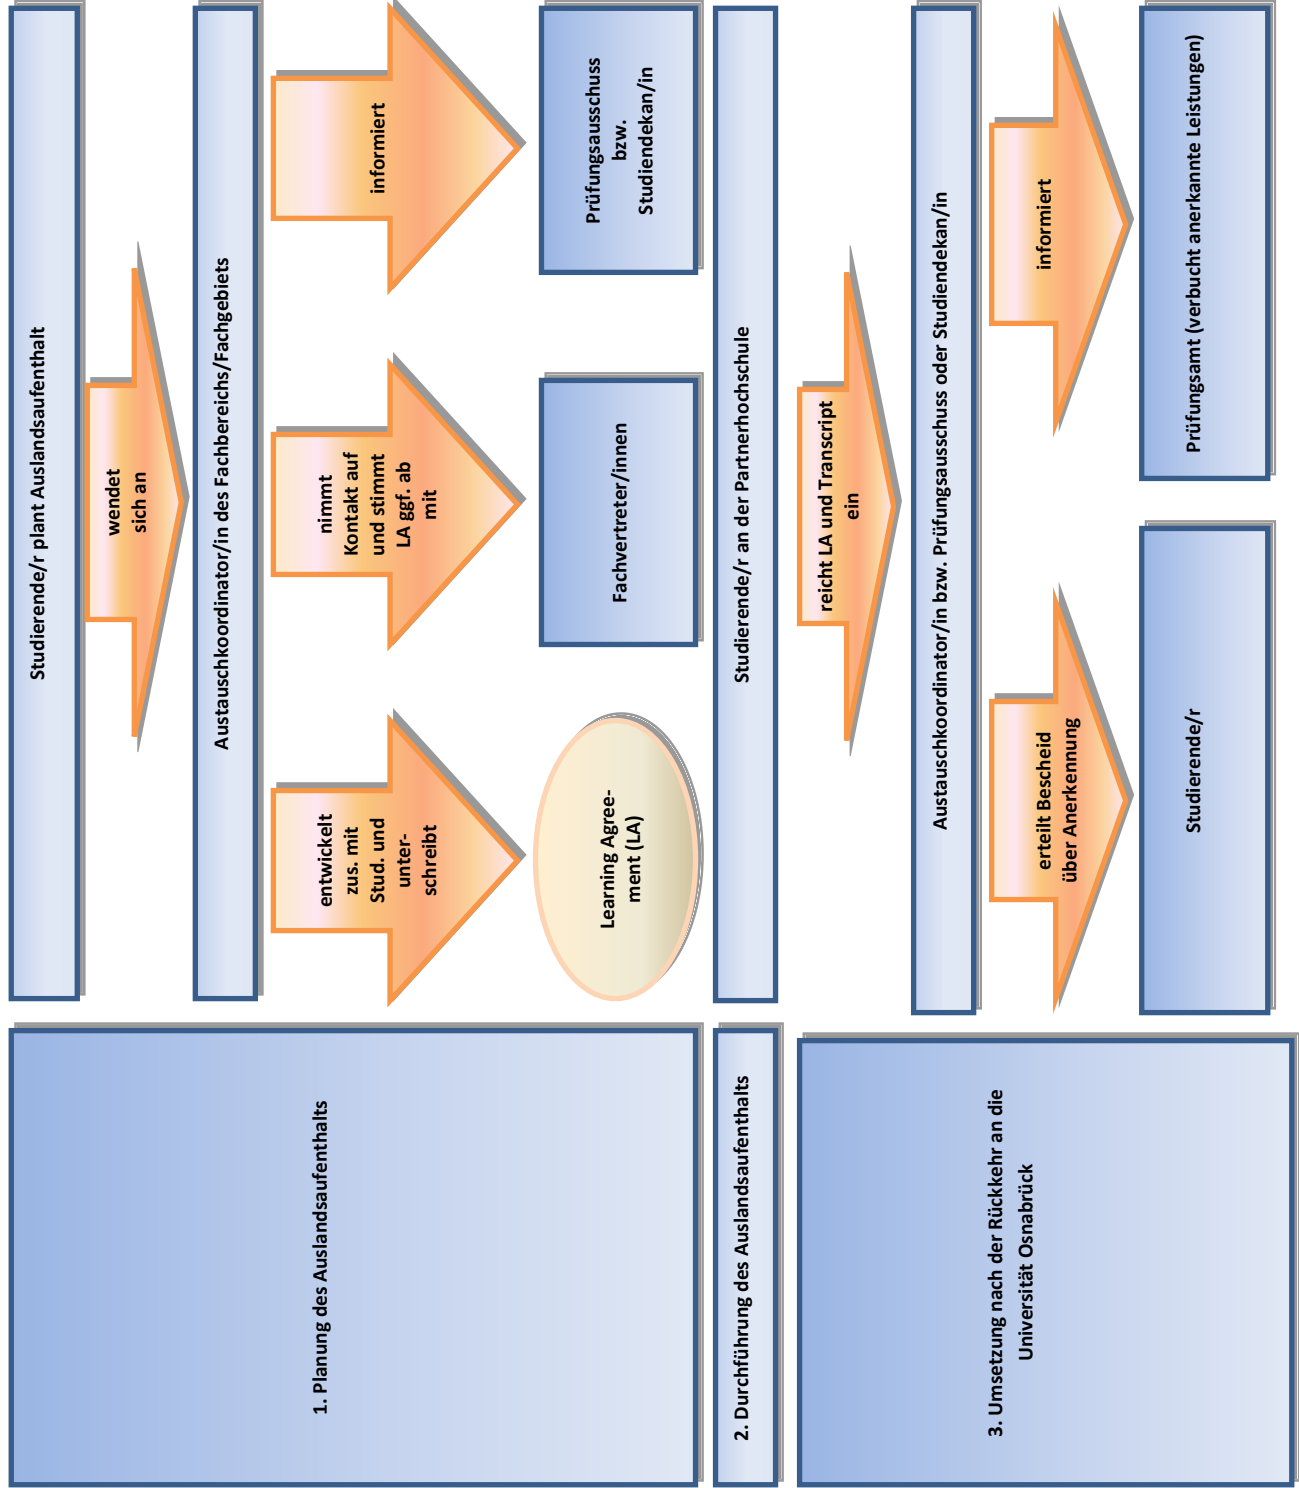 1. Planung des Auslandsaufenthalts
Studierende/r plant Auslandsaufenthalt
wendet
sich an
Austauschkoordinator/in des Fachbereichs/Fachgebiets
entwickelt
zus. mit
Stud. und
unter-
schreibt
nimmt
Kontakt auf
und stimmt
LA ggf. ab
mit
informiert
Learning Agree-
ment (LA)
Fachvertreter/innen
Prüfungsausschuss
bzw.
Studiendekan/in
2. Durchführung des Auslandsaufenthalts
Studierende/r an der Partnerhochschule
3. Umsetzung nach der Rückkehr an die
Universität Osnabrück
reicht LA und Transcript
ein
Austauschkoordinator/in bzw. Prüfungsausschuss oder Studiendekan/in
erteilt Bescheid
über Anerkennung
informiert
Studierende/r
Prüfungsamt (verbucht anerkannte Leistungen)